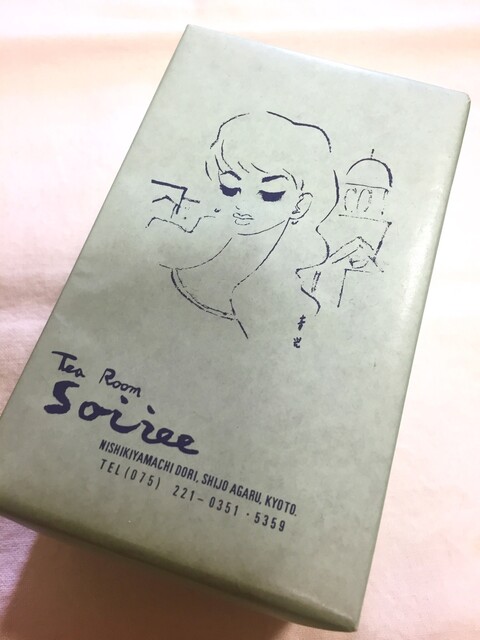 Tea Room
Soiree
NISHIKIYAMACHI DORI, SHIJO AGARU, KYOTO.
TEL(075) 221-0351・5359